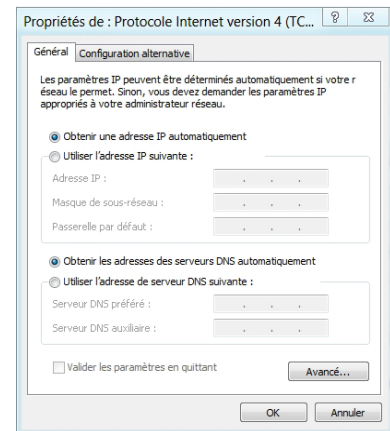 Propriétés de : Protocole Internet version 4 (TC...
Général
Configuration alternative
Les paramètres IP peuvent être déterminés automatiquement si votre r
éseau le permet. Sinon, vous devez demander les paramètres IP
appropriés à votre administrateur réseau.
Obtenir une adresse IP automatiquement
Utiliser l'adresse IP suivante :
Adresse IP :
Masque de sous-réseau :
Passerelle par défaut :
Obtenir les adresses des serveurs DNS automatiquement
Utiliser l'adresse de serveur DNS suivante :
Serveur DNS préféré :
Serveur DNS auxiliaire :
Valider les paramètres en quittant
Avancé...
OK
Annuler